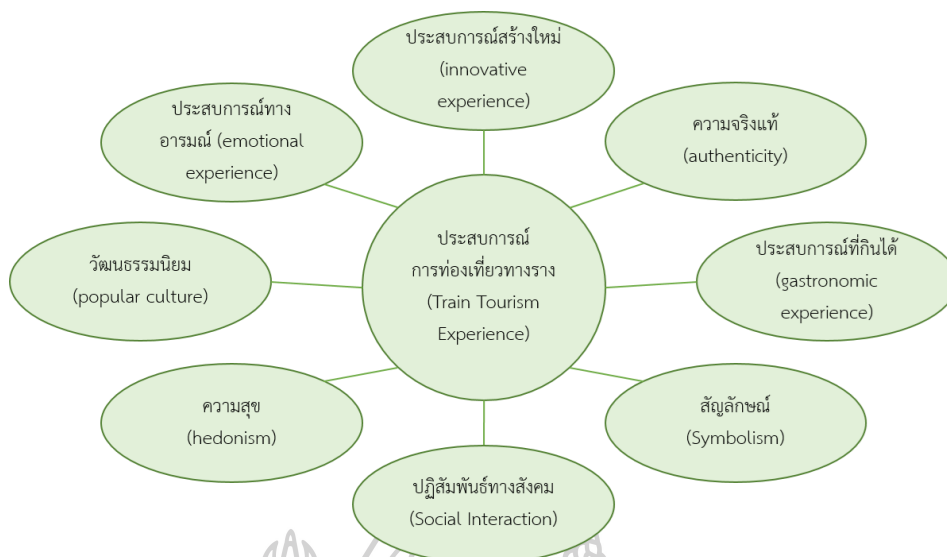 ประสบการณ์สร้างใหม่
(innovative
experience)
ประสบการณ์ทาง
อารมณ์ (emotional
experience)
ความจริงแท้
(authenticity)
ประสบการณ์
การท่องเที่ยวทางราง
(Train Tourism
Experience)
วัฒนธรรมนิยม
(popular culture)
ประสบการณ์ที่กินได้
(gastronomic
experience)
ความสุข
(hedonism)
สัญลักษณ์
(Symbolism)
ปฏิสัมพันธ์ทางสังคม
(Social Interaction)